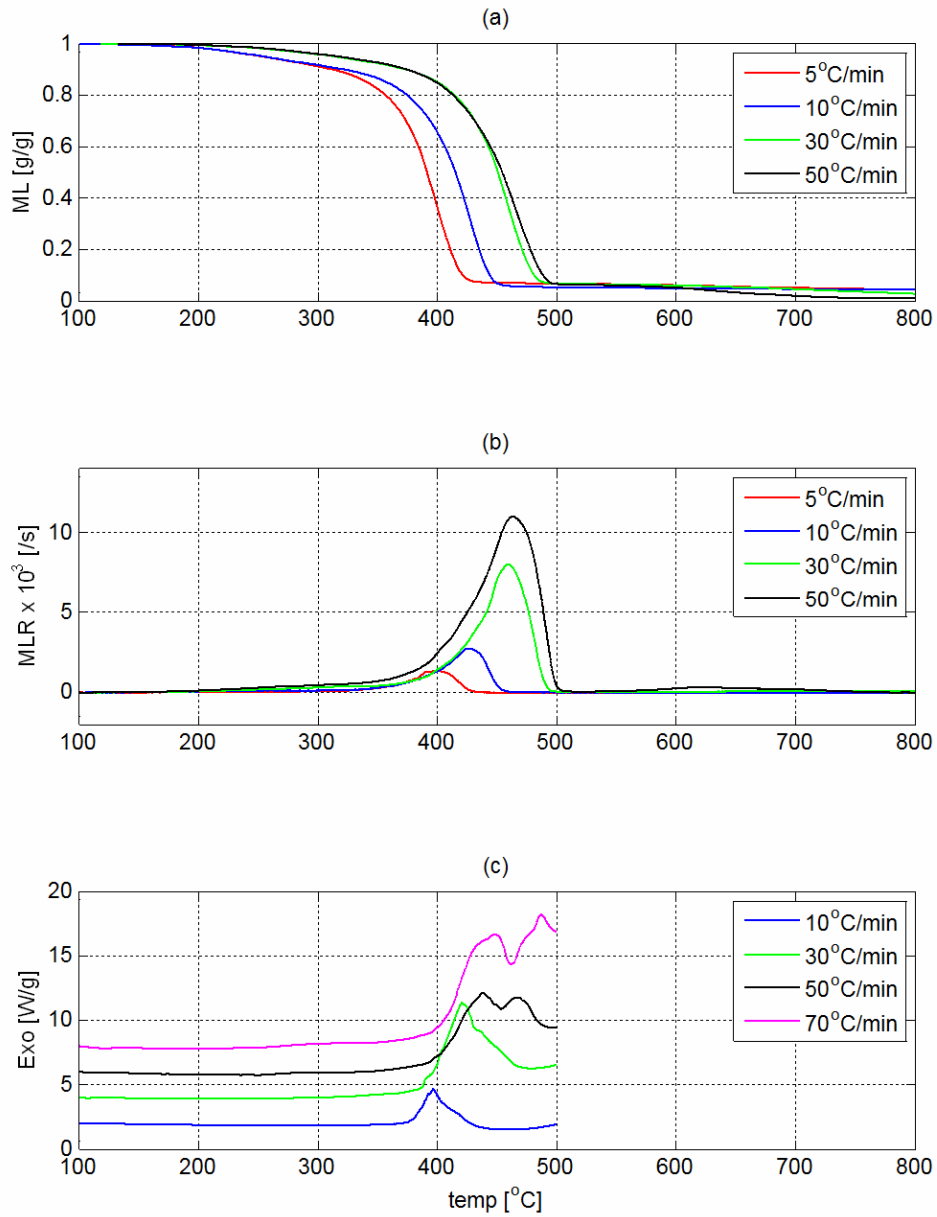 (a)
ML [g/g]
1
0.8
0.6
0.4
0.2
0
100 200 300 400 500 600 700 800
5°C/min
10°C/min
30°C/min
50°C/min
(b)
MLR x 10³ [/s]
10
5
0
100 200 300 400 500 600 700 800
5°C/min
10°C/min
30°C/min
50°C/min
(c)
Exo [W/g]
20
15
10
5
0
100 200 300 400 500 600 700 800
temp [°C]
10°C/min
30°C/min
50°C/min
70°C/min